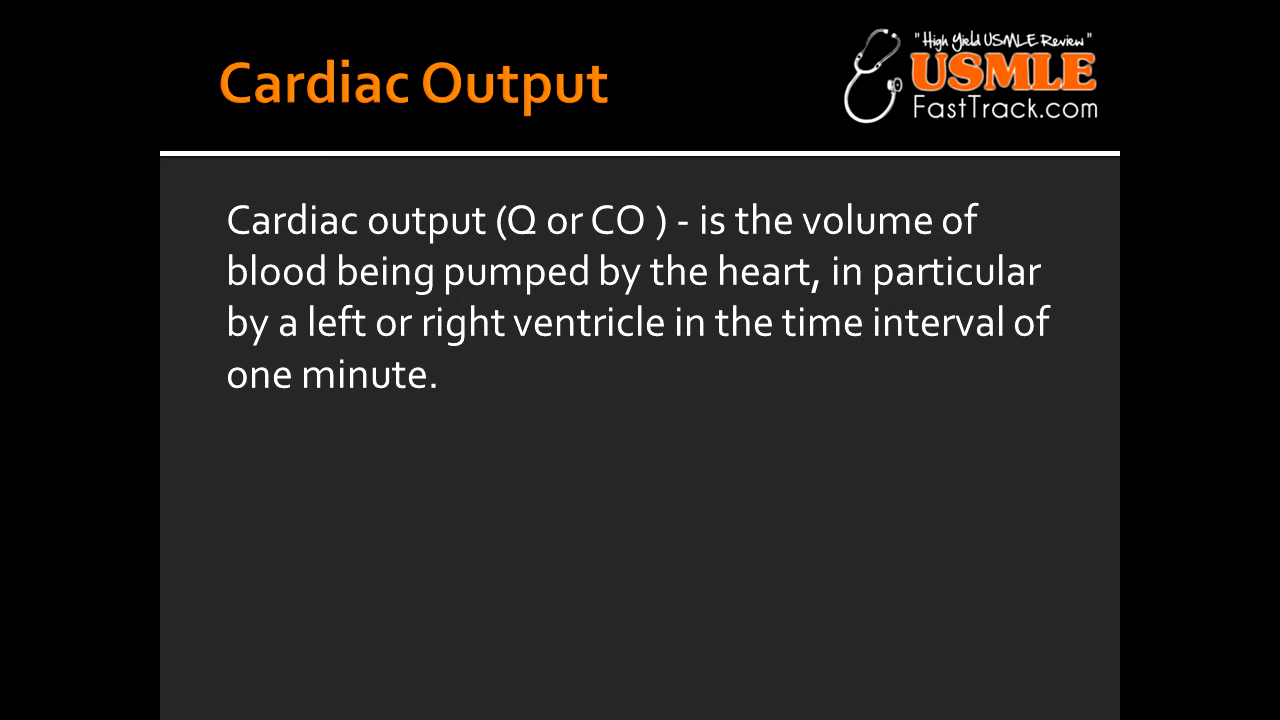 Cardiac Output
"High Yield USMLE Review"
USMLE
FastTrack.com
Cardiac output (Q or CO ) - is the volume of
blood being pumped by the heart, in particular
by a left or right ventricle in the time interval of
one minute.